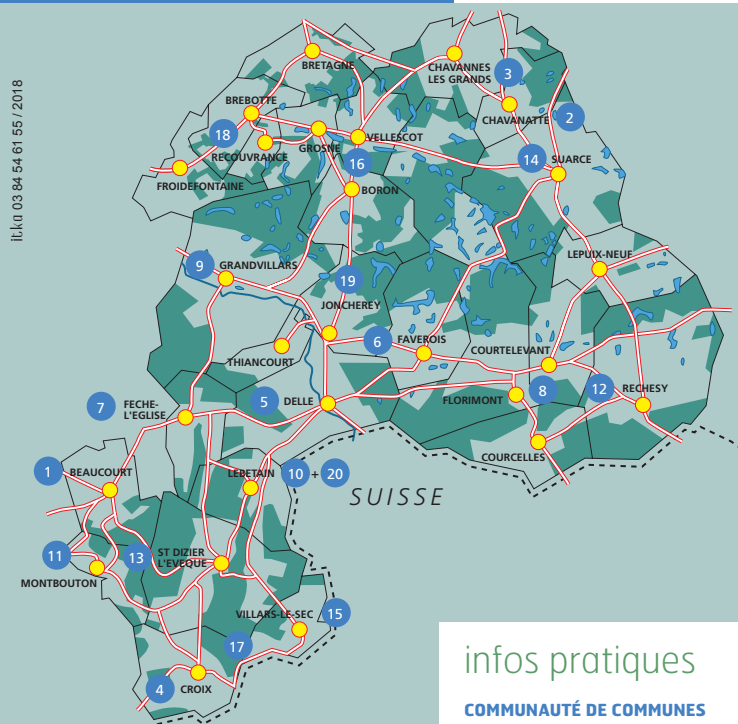 it.ka 03 84 54 61 55 / 2018
BRETAGNE
CHAVANNES
LES GRANDS
3
BREBOTTE
CHAVANATTE
2
18
GROSNE
VELLESCOT
RECOUVRANCE
16
14
SUARCE
FROIDEFONTAINE
BORON
9
GRANDVILLARS
LEPUIX-NEUF
19
JONCHEREY
6
FAVEROIS
THIANCOURT
COURTELEVANT
7
FECHE-
L'EGLISE
5
DELLE
FLORIMONT
8
12
RECHESY
COURCELLES
1
BEAUCOURT
LEBETAIN
10 + 20
SUISSE
11
13
ST DIZIER
L'EVEQUE
MONTBOUTON
VILLARS-LE-SEC
15
17
4
CROIX
infos pratiques
COMMUNAUTÉ DE COMMUNES